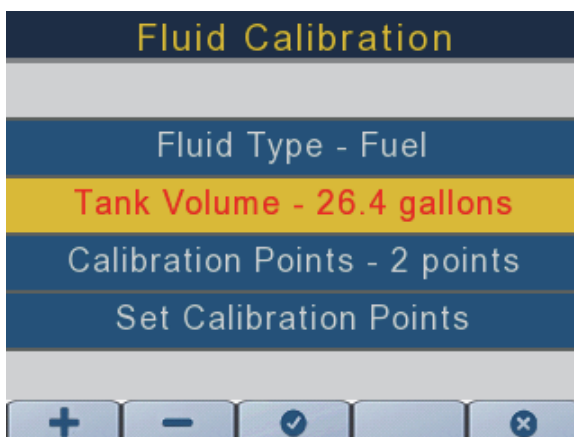 Fluid Calibration
Fluid Type - Fuel
Tank Volume - 26.4 gallons
Calibration Points - 2 points
Set Calibration Points